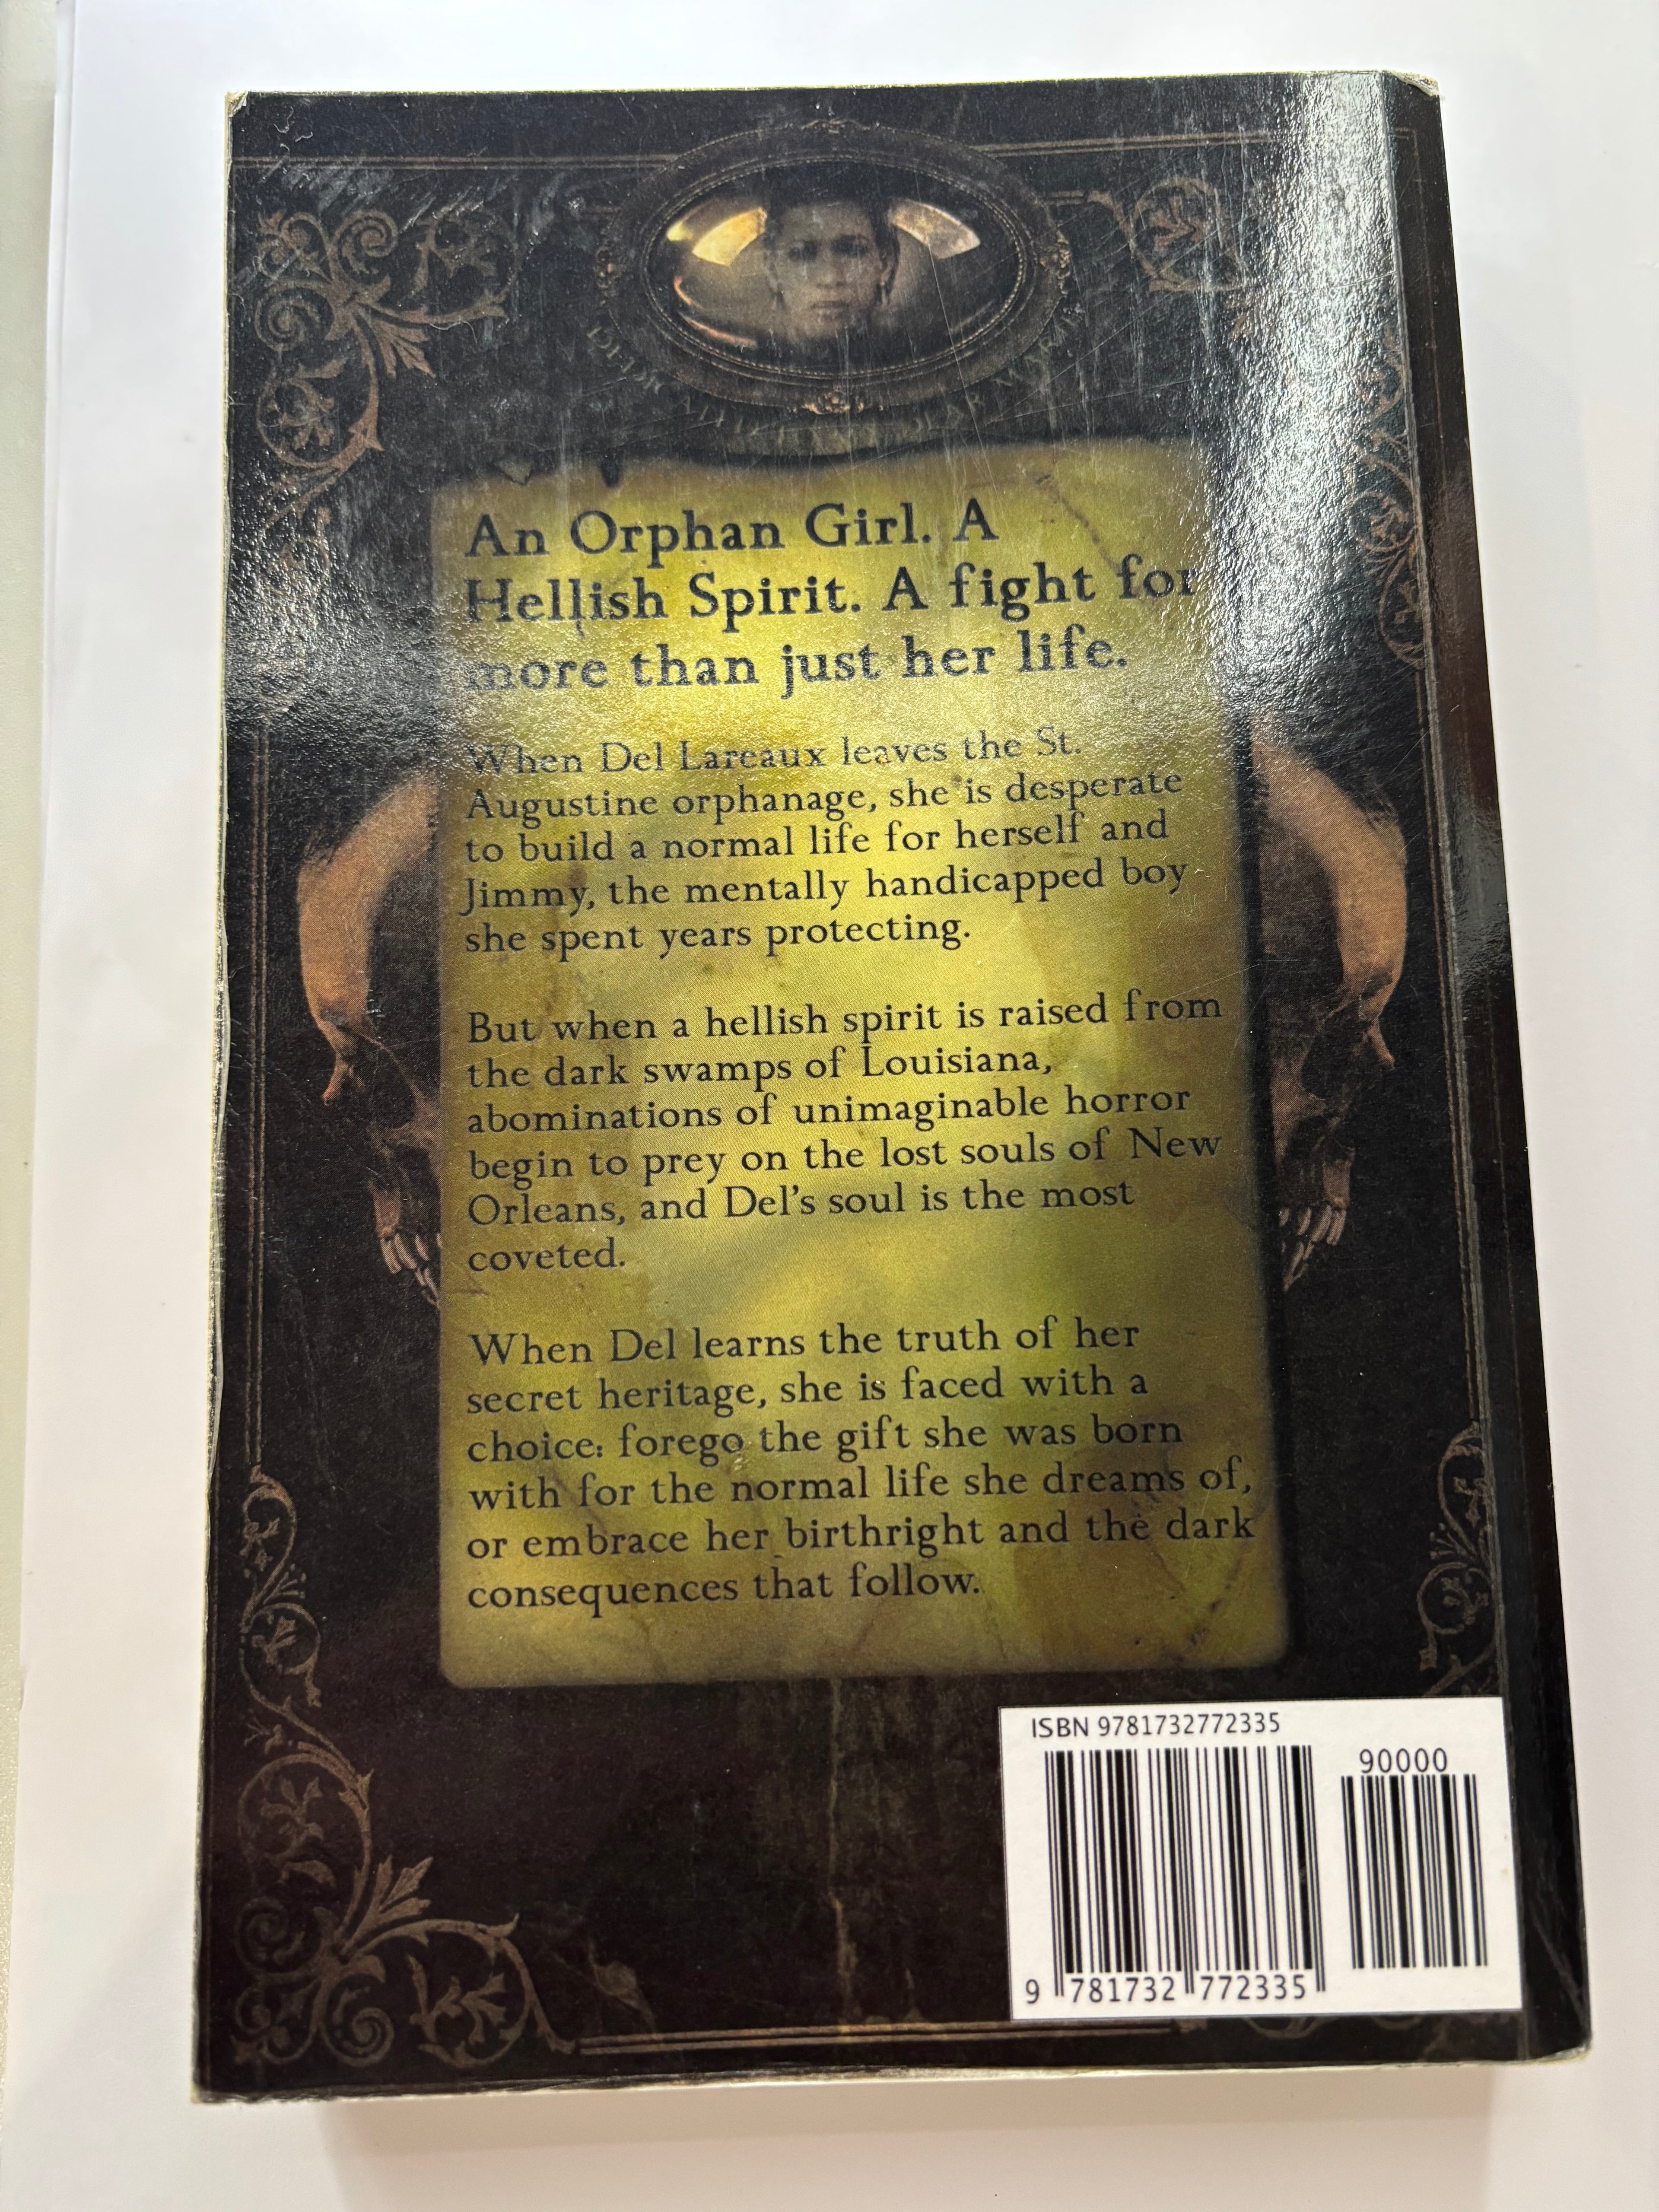 An Orphan Girl. A
Hellish Spirit. A fight for
more than just her life.
When Del Lareaux leaves the St.
Augustine orphanage, she is desperate
to build a normal life for herself and
Jimmy, the mentally handicapped boy
she spent years protecting.
But when a hellish spirit is raised from
the dark swamps of Louisiana,
abominations of unimaginable horror
begin to prey on the lost souls of New
Orleans, and Del's soul is the most
coveted.
When Del learns the truth of her
secret heritage, she is faced with a
choice: forego the gift she was born
with for the normal life she dreams of,
or embrace her birthright and the dark
consequences that follow.
ISBN 9781732772335
90000
9 781732 772335